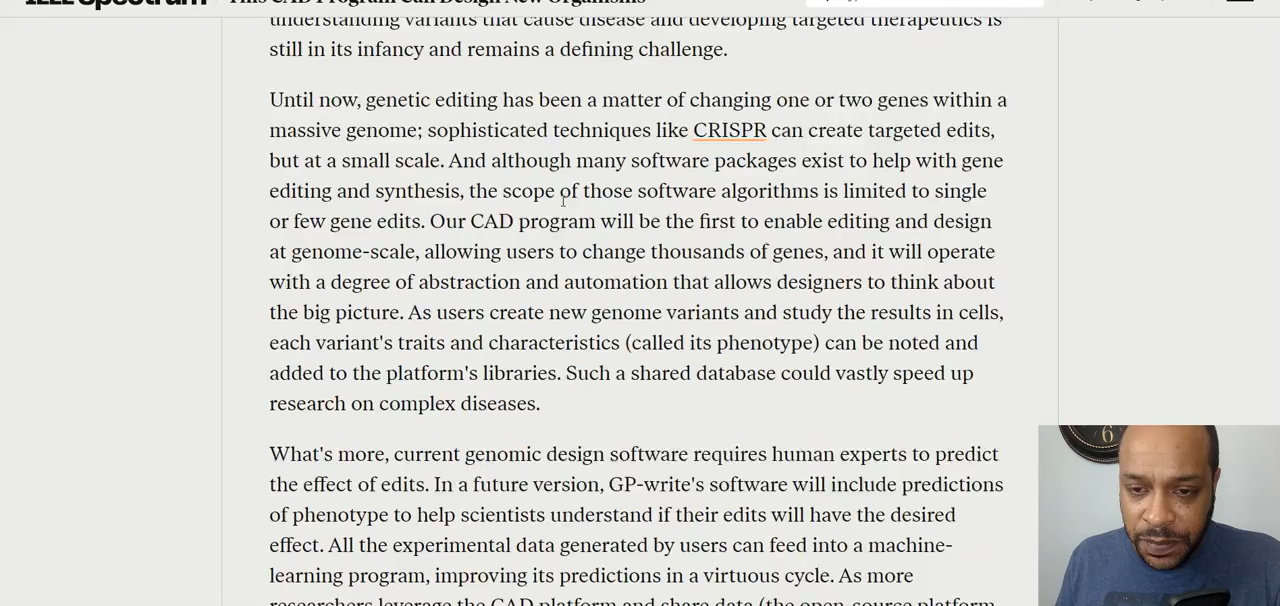 IEEE Spectrum This CAD Program Can Design New Organisms
understanding variants that cause disease and developing targeted therapeutics is
still in its infancy and remains a defining challenge.
Until now, genetic editing has been a matter of changing one or two genes within a
massive genome; sophisticated techniques like CRISPR can create targeted edits,
but at a small scale. And although many software packages exist to help with gene
editing and synthesis, the scope of those software algorithms is limited to single
or few gene edits. Our CAD program will be the first to enable editing and design
at genome-scale, allowing users to change thousands of genes, and it will operate
with a degree of abstraction and automation that allows designers to think about
the big picture. As users create new genome variants and study the results in cells,
each variant's traits and characteristics (called its phenotype) can be noted and
added to the platform's libraries. Such a shared database could vastly speed up
research on complex diseases.
What's more, current genomic design software requires human experts to predict
the effect of edits. In a future version, GP-write's software will include predictions
of phenotype to help scientists understand if their edits will have the desired
effect. All the experimental data generated by users can feed into a machine-
learning program, improving its predictions in a virtuous cycle. As more
researchers leverage the CAD platform and share data (the open-source platform
6